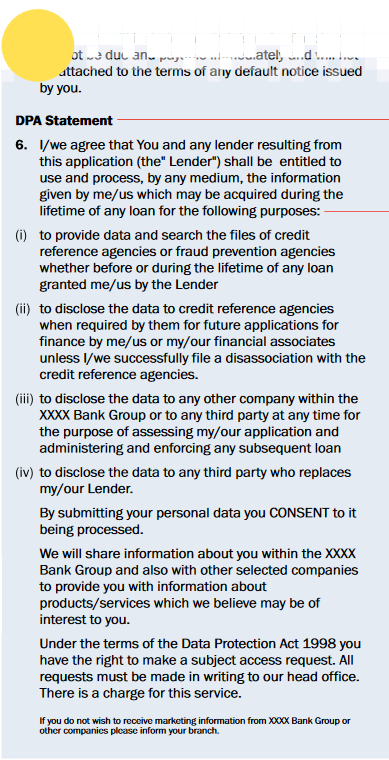 be due and
attached to the terms of any default notice issued
by you.
DPA Statement
6. I/we agree that You and any lender resulting from
this application (the" Lender") shall be entitled to
use and process, by any medium, the information
given by me/us which may be acquired during the
lifetime of any loan for the following purposes:
(i) to provide data and search the files of credit
reference agencies or fraud prevention agencies
whether before or during the lifetime of any loan
granted me/us by the Lender
(ii) to disclose the data to credit reference agencies
when required by them for future applications for
finance by me/us or my/our financial associates
unless I/we successfully file a disassociation with the
credit reference agencies.
(iii) to disclose the data to any other company within the
XXXX Bank Group or to any third party at any time for
the purpose of assessing my/our application and
administering and enforcing any subsequent loan
(iv) to disclose the data to any third party who replaces
my/our Lender.
By submitting your personal data you CONSENT to it
being processed.
We will share information about you within the XXXX
Bank Group and also with other selected companies
to provide you with information about
products/services which we believe may be of
interest to you.
Under the terms of the Data Protection Act 1998 you
have the right to make a subject access request. All
requests must be made in writing to our head office.
There is a charge for this service.
If you do not wish to receive marketing information from XXXX Bank Group or
other companies please inform your branch.